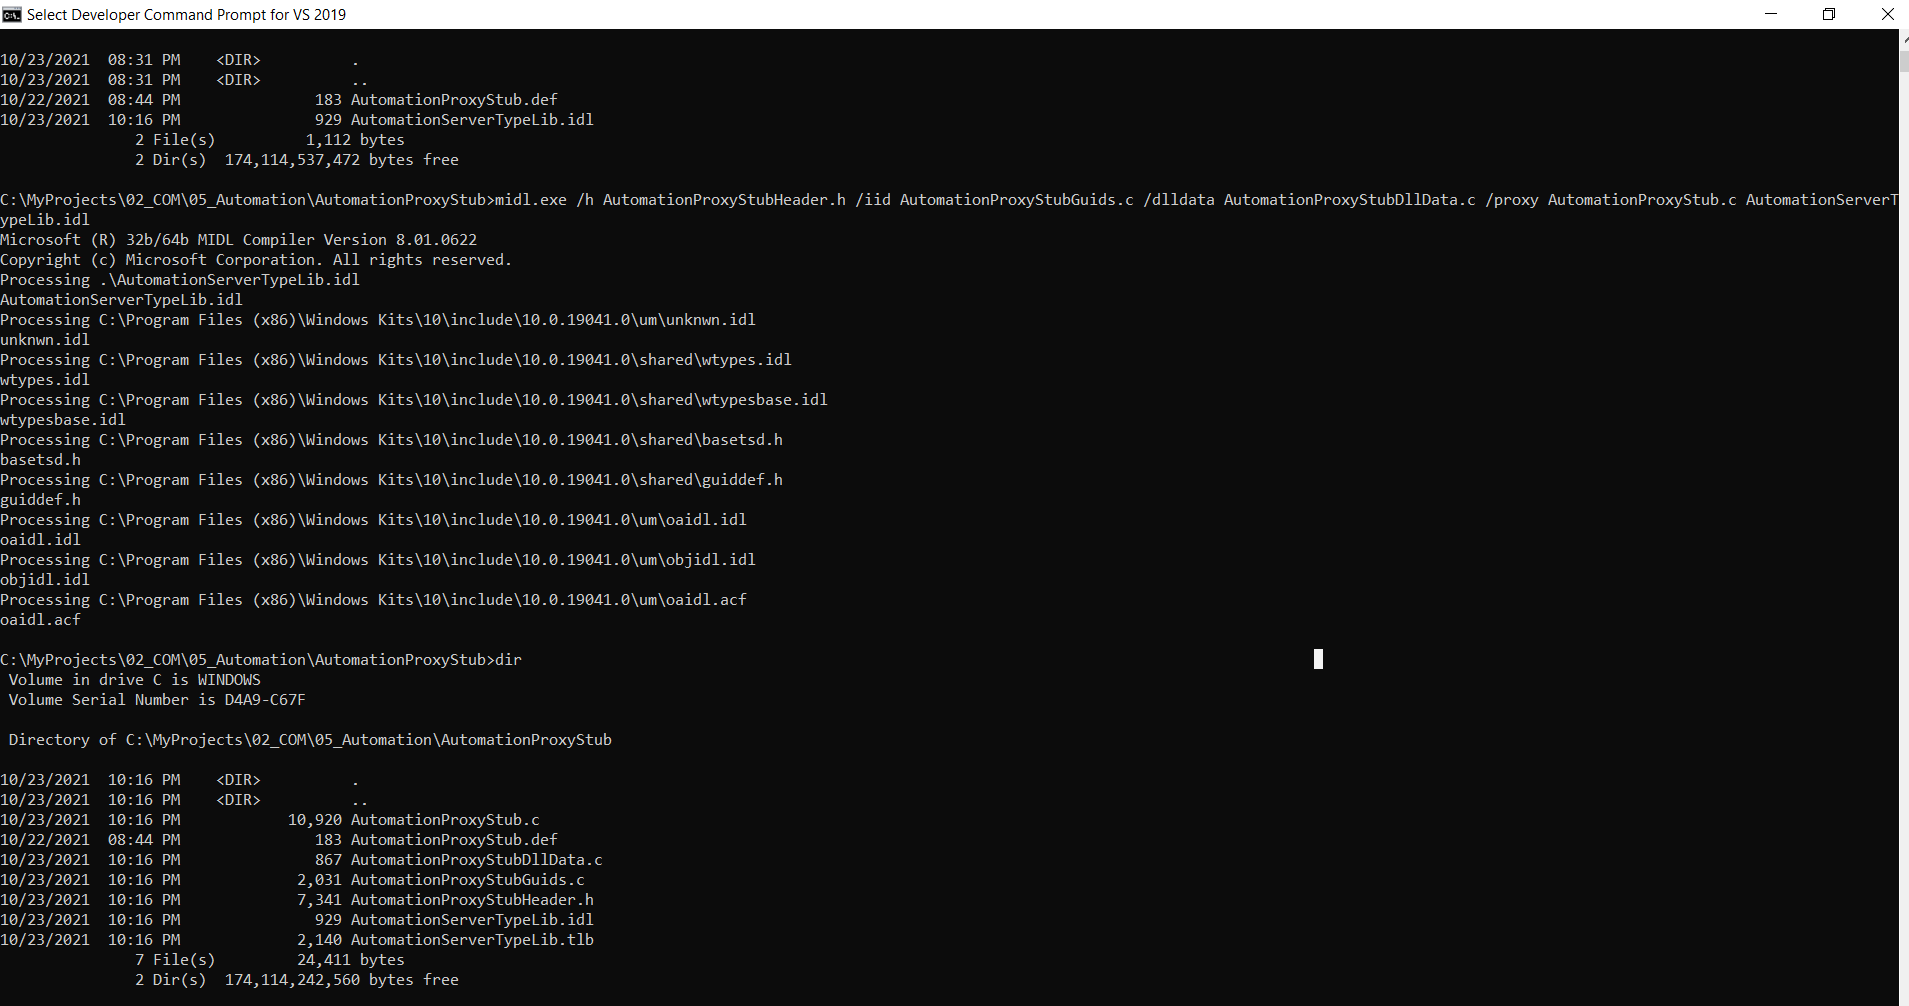 Select Developer Command Prompt for VS 2019
10/23/2021  08:31 PM    <DIR>          .
10/23/2021  08:31 PM    <DIR>          ..
10/22/2021  08:44 PM               183 AutomationProxyStub.def
10/23/2021  10:16 PM               929 AutomationServerTypeLib.idl
               2 File(s)          1,112 bytes
               2 Dir(s)  174,114,537,472 bytes free
C:\MyProjects\02_COM\05_Automation\AutomationProxyStub>midl.exe /h AutomationProxyStubHeader.h /iid AutomationProxyStubGuids.c /dlldata AutomationProxyStubDllData.c /proxy AutomationProxyStub.c AutomationServerT
ypeLib.idl
Microsoft (R) 32b/64b MIDL Compiler Version 8.01.0622
Copyright (c) Microsoft Corporation. All rights reserved.
Processing .\AutomationServerTypeLib.idl
AutomationServerTypeLib.idl
Processing C:\Program Files (x86)\Windows Kits\10\include\10.0.19041.0\um\unknwn.idl
unknwn.idl
Processing C:\Program Files (x86)\Windows Kits\10\include\10.0.19041.0\shared\wtypes.idl
wtypes.idl
Processing C:\Program Files (x86)\Windows Kits\10\include\10.0.19041.0\shared\wtypesbase.idl
wtypesbase.idl
Processing C:\Program Files (x86)\Windows Kits\10\include\10.0.19041.0\shared\basetsd.h
basetsd.h
Processing C:\Program Files (x86)\Windows Kits\10\include\10.0.19041.0\shared\guiddef.h
guiddef.h
Processing C:\Program Files (x86)\Windows Kits\10\include\10.0.19041.0\um\oaidl.idl
oaidl.idl
Processing C:\Program Files (x86)\Windows Kits\10\include\10.0.19041.0\um\objidl.idl
objidl.idl
Processing C:\Program Files (x86)\Windows Kits\10\include\10.0.19041.0\um\oaidl.acf
oaidl.acf
C:\MyProjects\02_COM\05_Automation\AutomationProxyStub>dir
 Volume in drive C is WINDOWS
 Volume Serial Number is D4A9-C67F
 Directory of C:\MyProjects\02_COM\05_Automation\AutomationProxyStub
10/23/2021  10:16 PM    <DIR>          .
10/23/2021  10:16 PM    <DIR>          ..
10/23/2021  10:16 PM            10,920 AutomationProxyStub.c
10/22/2021  08:44 PM               183 AutomationProxyStub.def
10/23/2021  10:16 PM               867 AutomationProxyStubDllData.c
10/23/2021  10:16 PM             2,031 AutomationProxyStubGuids.c
10/23/2021  10:16 PM             7,341 AutomationProxyStubHeader.h
10/23/2021  10:16 PM               929 AutomationServerTypeLib.idl
10/23/2021  10:16 PM             2,140 AutomationServerTypeLib.tlb
               7 File(s)         24,411 bytes
               2 Dir(s)  174,114,242,560 bytes free